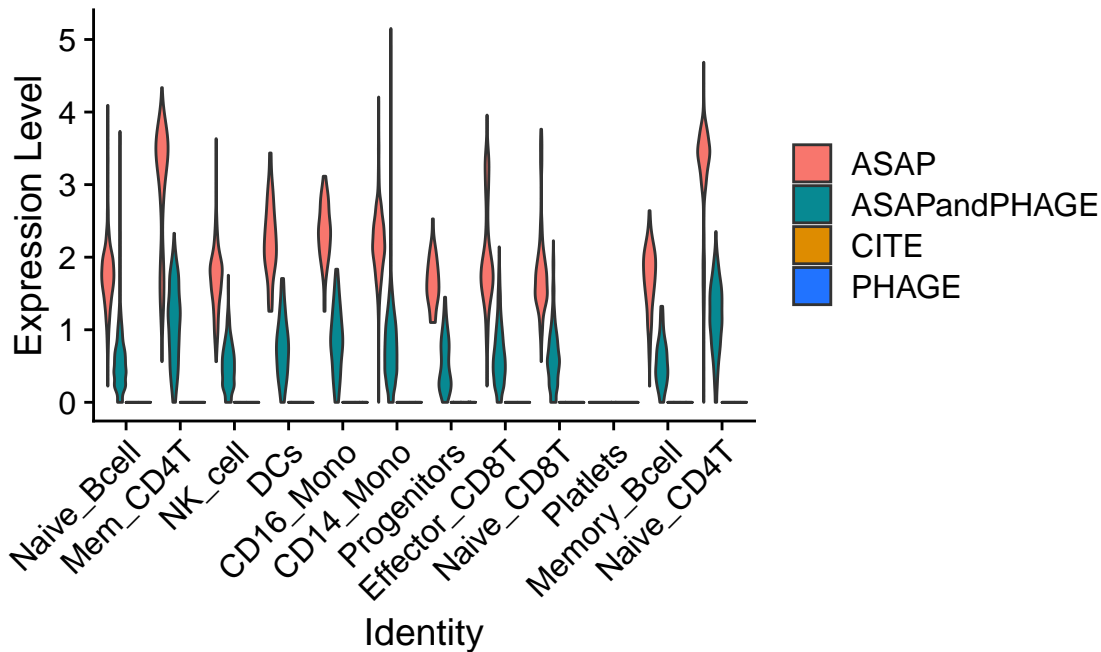 Expression Level
5
4
3
2
1
0
Naive_Bcell
Mem_CD4T
NK_cell
DCs
CD16_Mono
CD14_Mono
Progenitors
Effector_CD8T
Naive_CD8T
Platlets
Memory_Bcell
Naive_CD4T
Identity
ASAP
ASAPandPHAGE
CITE
PHAGE